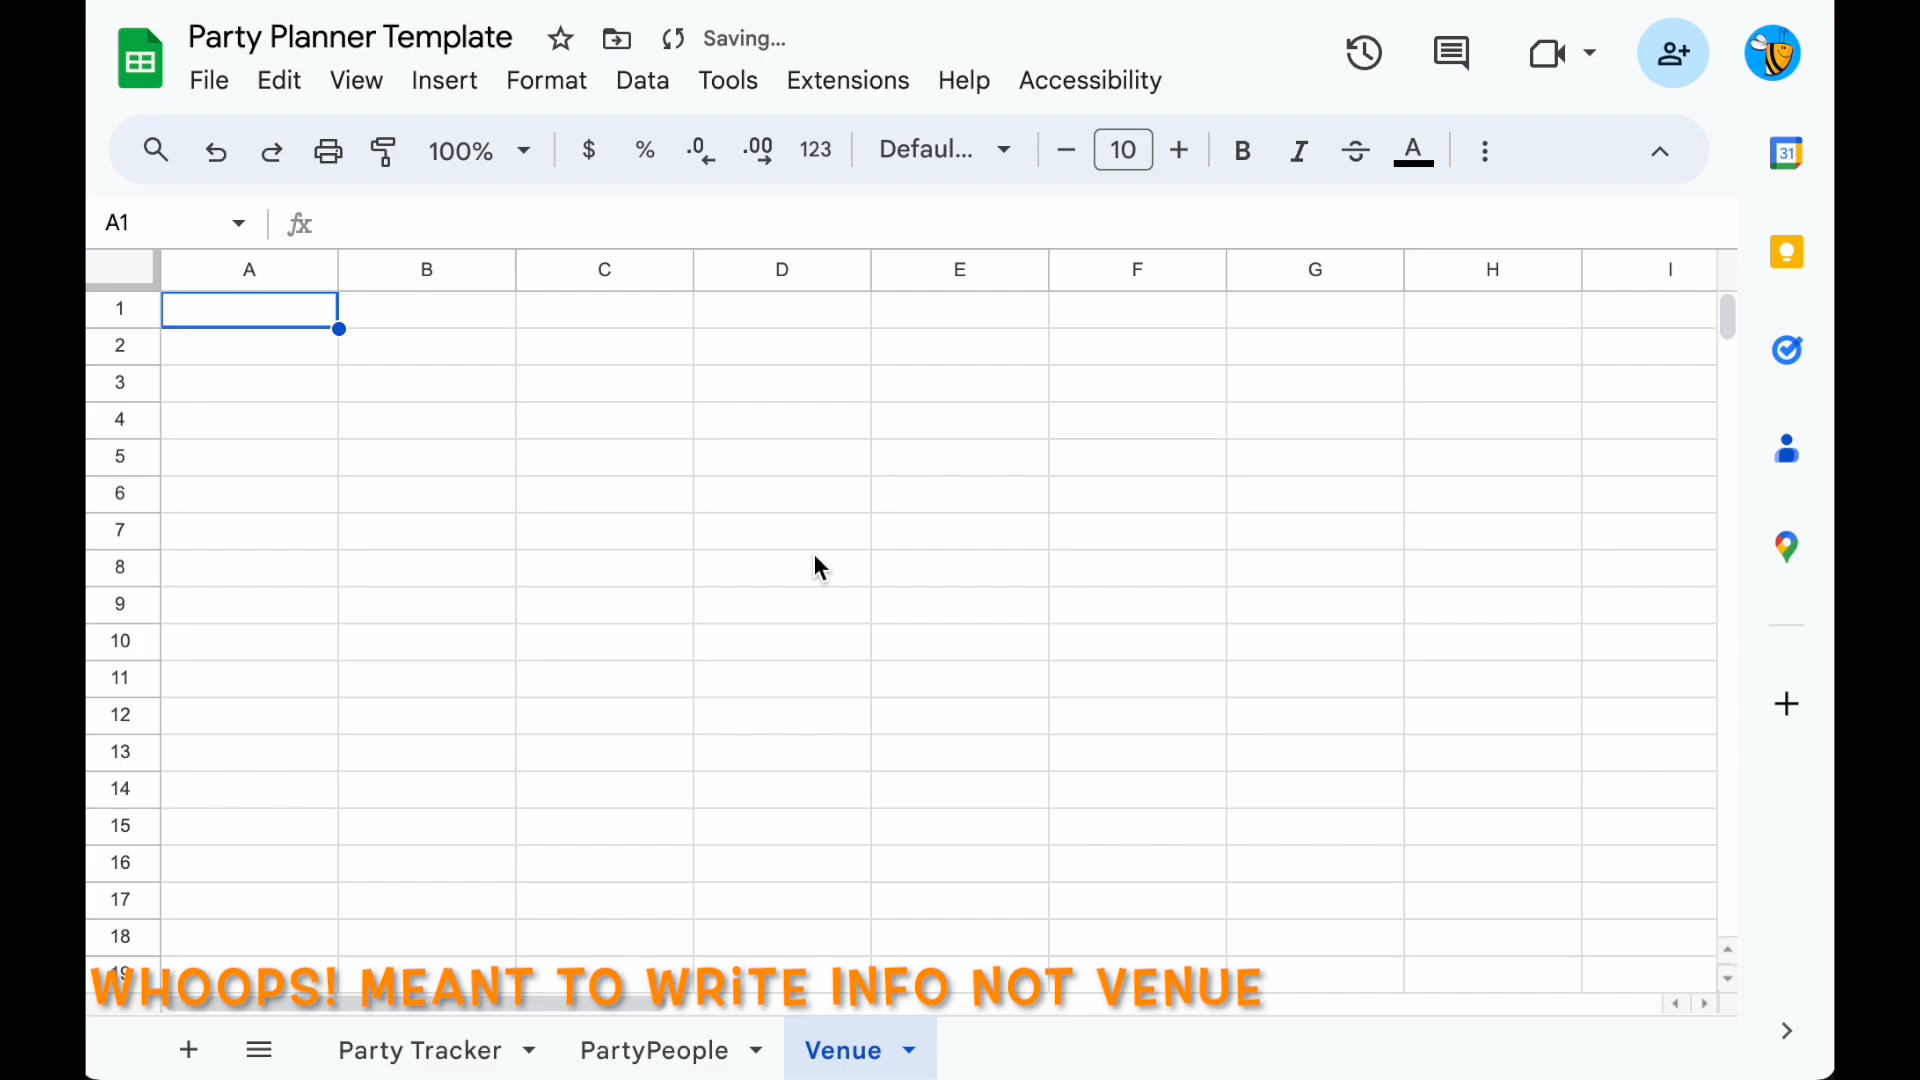 Party Planner Template Saving...
File Edit View Insert Format Data Tools Extensions Help Accessibility
100% $ % .0 .00 123 Defaul... 10 B I S A
31
A1 fx
A B C D E F G H I
1
2
3
4
5
6
7
8
9
10
11
12
13
14
15
16
17
18
19
WHOOPS! MEANT TO WRiTE INFO NOT VENUE
Party Tracker PartyPeople Venue